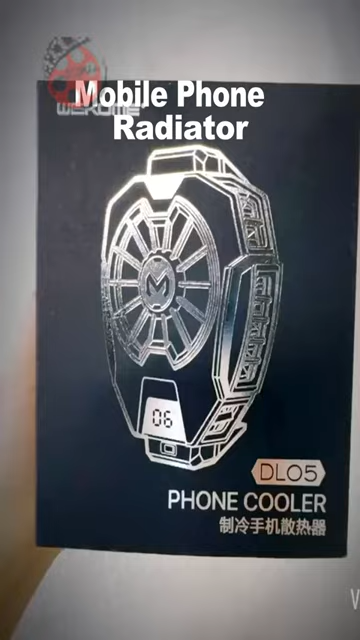 Mobile Phone
Radiator
M
06
DL05
PHONE COOLER
制冷手机散热器